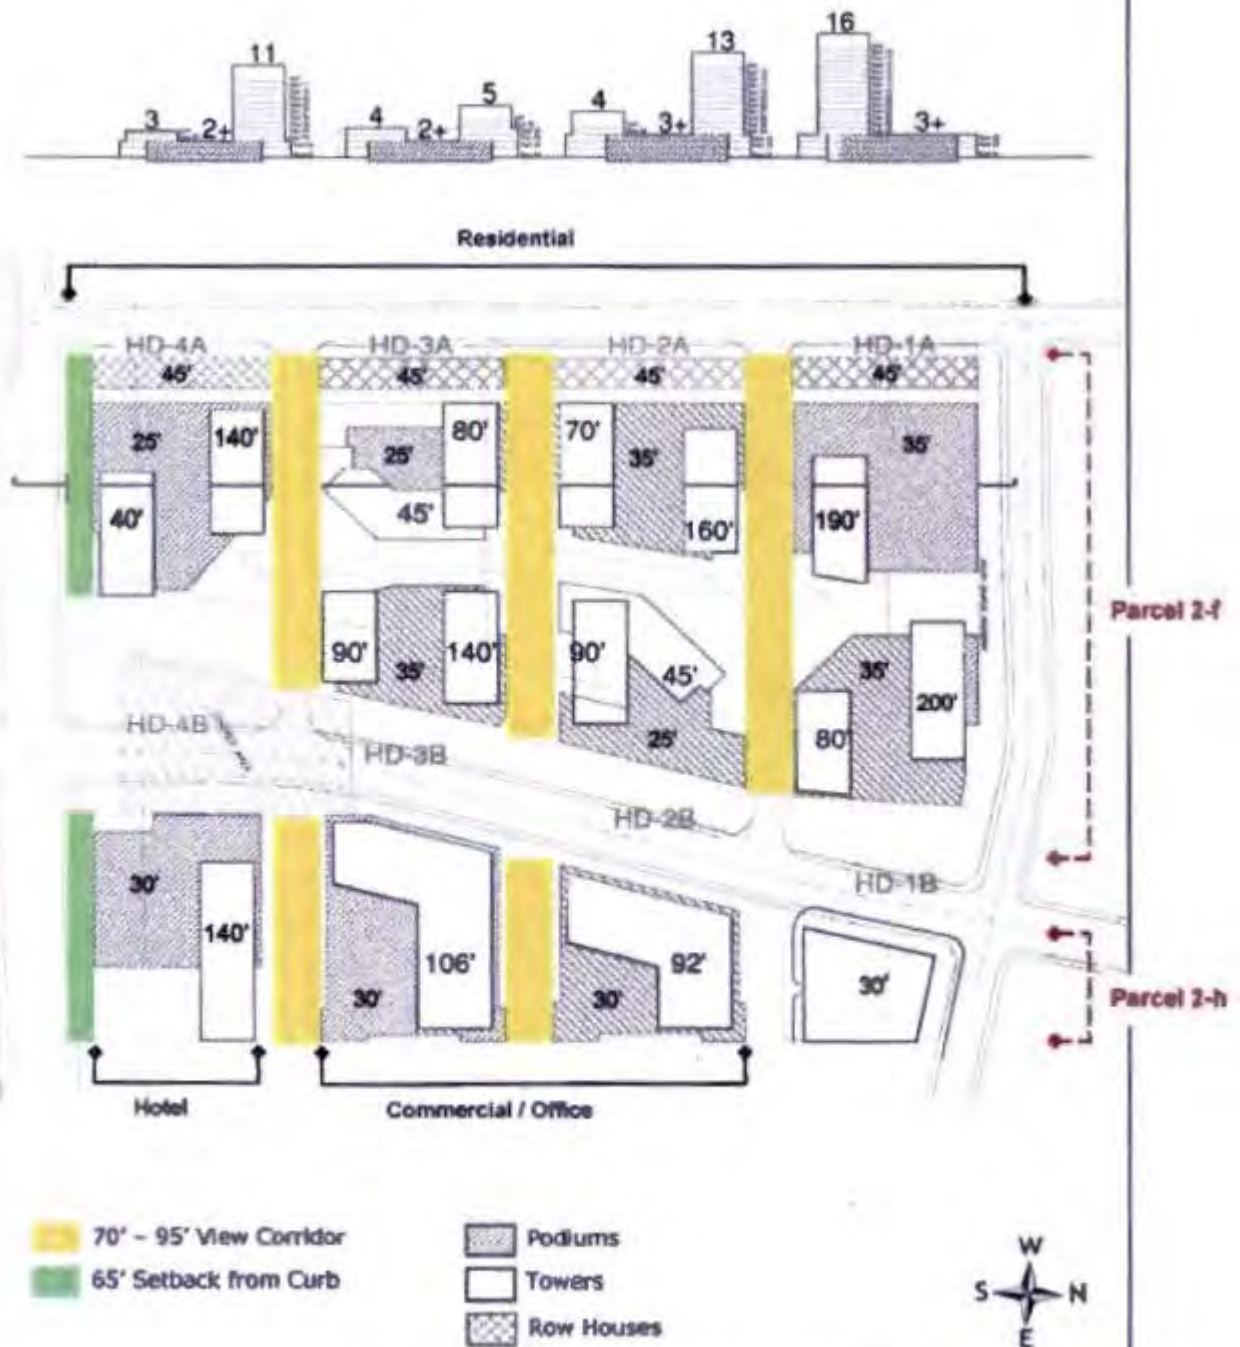 16
13
11
5
4
4
3
2+
2+
3+
3+
Residential
HD-4A HD-3A HD-2A HD-1A
45' 45' 45' 45'
25' 140' 25' 80' 70' 35' 35'
40' 45' 160' 190'
90' 35' 140' 90' 45' 35' 200'
25' 80'
Parcel 2-f
HD-4B
HD-3B
HD-2B
HD-1B
30' 140' 106' 30' 92' 30' 30'
Parcel 2-h
Hotel
Commercial / Office
70' - 95' View Corridor
65' Setback from Curb
Podiums
Towers
Row Houses
W
S N
E